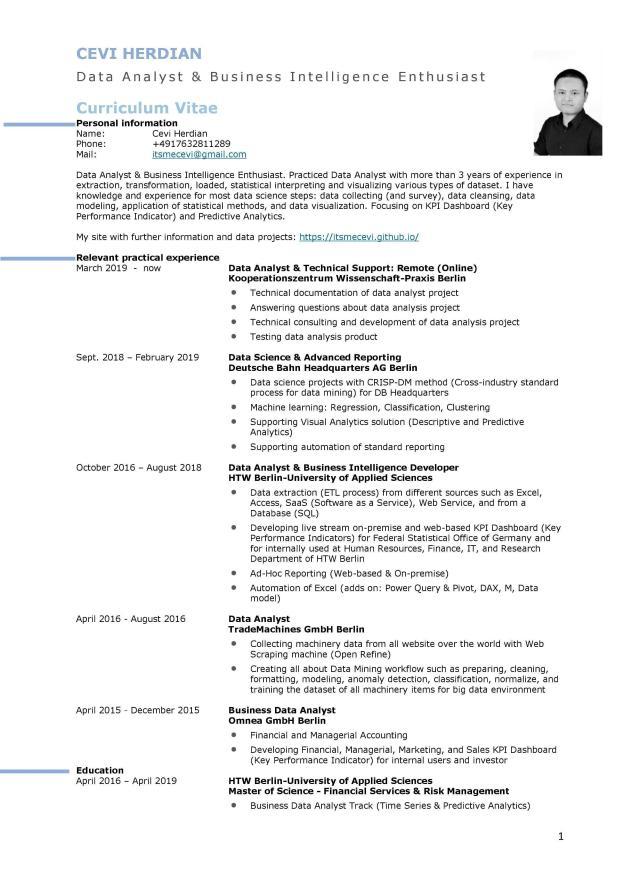 CEVI HERDIAN
Data Analyst & Business Intelligence Enthusiast
Curriculum Vitae
Personal information
Name: Cevi Herdian
Phone: +4917632811289
Mail: itsmecevi@gmail.com
Data Analyst & Business Intelligence Enthusiast. Practiced Data Analyst with more than 3 years of experience in
extraction, transformation, loaded, statistical interpreting and visualizing various types of dataset. I have
knowledge and experience for most data science steps: data collecting (and survey), data cleansing, data
modeling, application of statistical methods, and data visualization. Focusing on KPI Dashboard (Key
Performance Indicator) and Predictive Analytics.
My site with further information and data projects: https://itsmecevi.github.io/
Relevant practical experience
March 2019 - now Data Analyst & Technical Support: Remote (Online)
Kooperationszentrum Wissenschaft-Praxis Berlin
• Technical documentation of data analyst project
• Answering questions about data analysis project
• Technical consulting and development of data analysis project
• Testing data analysis product
Sept. 2018 – February 2019 Data Science & Advanced Reporting
Deutsche Bahn Headquarters AG Berlin
• Data science projects with CRISP-DM method (Cross-industry standard
process for data mining) for DB Headquarters
• Machine learning: Regression, Classification, Clustering
• Supporting Visual Analytics solution (Descriptive and Predictive
Analytics)
• Supporting automation of standard reporting
October 2016 – August 2018 Data Analyst & Business Intelligence Developer
HTW Berlin-University of Applied Sciences
• Data extraction (ETL process) from different sources such as Excel,
Access, SaaS (Software as a Service), Web Service, and from a
Database (SQL)
• Developing live stream on-premise and web-based KPI Dashboard (Key
Performance Indicators) for Federal Statistical Office of Germany and
for internally used at Human Resources, Finance, IT, and Research
Department of HTW Berlin
• Ad-Hoc Reporting (Web-based & On-premise)
• Automation of Excel (adds on: Power Query & Pivot, DAX, M, Data
model)
April 2016 - August 2016 Data Analyst
TradeMachines GmbH Berlin
• Collecting machinery data from all website over the world with Web
Scraping machine (Open Refine)
• Creating all about Data Mining workflow such as preparing, cleaning,
formatting, modeling, anomaly detection, classification, normalize, and
training the dataset of all machinery items for big data environment
April 2015 - December 2015 Business Data Analyst
Omnea GmbH Berlin
• Financial and Managerial Accounting
• Developing Financial, Managerial, Marketing, and Sales KPI Dashboard
(Key Performance Indicator) for internal users and investor
Education
April 2016 – April 2019 HTW Berlin-University of Applied Sciences
Master of Science - Financial Services & Risk Management
• Business Data Analyst Track (Time Series & Predictive Analytics)
1